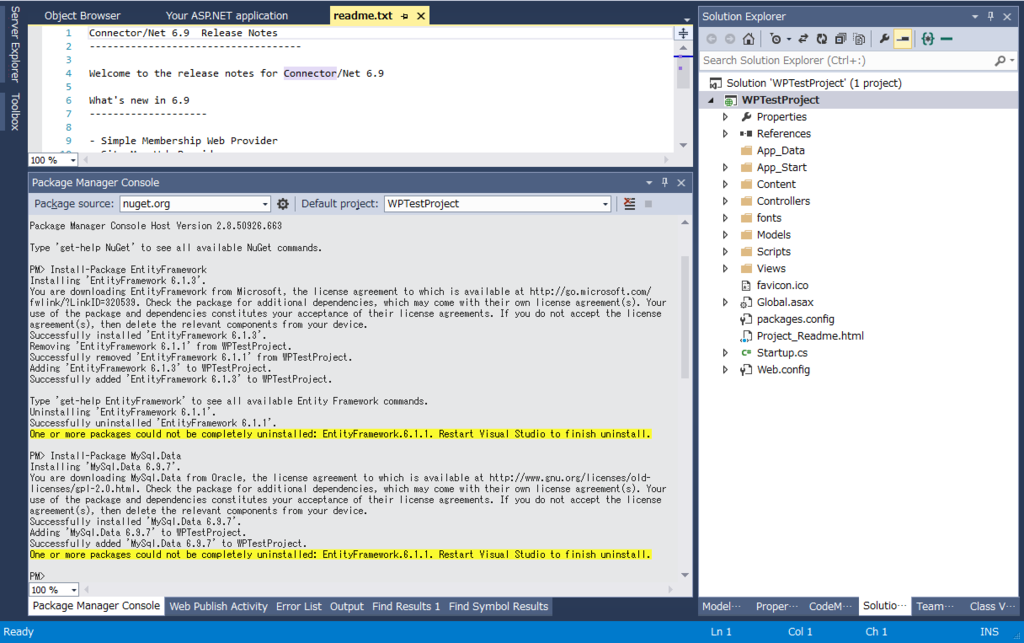 Server Explorer
Toolbox
Object Browser
Your ASP.NET application
readme.txt
1 Connector/Net 6.9  Release Notes
2 ------------------------------------
3
4 Welcome to the release notes for Connector/Net 6.9
5
6 What's new in 6.9
7 --------------------
8
9 - Simple Membership Web Provider
100 %
Package Manager Console
Package source: nuget.org
Default project: WPTestProject
Package Manager Console Host Version 2.8.50926.663
Type 'get-help NuGet' to see all available NuGet commands.
PM> Install-Package EntityFramework
Installing 'EntityFramework 6.1.3'.
You are downloading EntityFramework from Microsoft, the license agreement to which is available at http://go.microsoft.com/
fwlink/?LinkID=320539. Check the package for additional dependencies, which may come with their own license agreement(s). Your
use of the package and dependencies constitutes your acceptance of their license agreements. If you do not accept the license
agreement(s), then delete the relevant components from your device.
Successfully installed 'EntityFramework 6.1.3'.
Removing 'EntityFramework 6.1.1' from WPTestProject.
Successfully removed 'EntityFramework 6.1.1' from WPTestProject.
Adding 'EntityFramework 6.1.3' to WPTestProject.
Successfully added 'EntityFramework 6.1.3' to WPTestProject.
Type 'get-help EntityFramework' to see all available Entity Framework commands.
Uninstalling 'EntityFramework 6.1.1'.
Successfully uninstalled 'EntityFramework 6.1.1'.
One or more packages could not be completely uninstalled: EntityFramework.6.1.1. Restart Visual Studio to finish uninstall.
PM> Install-Package MySql.Data
Installing 'MySql.Data 6.9.7'.
You are downloading MySql.Data from Oracle, the license agreement to which is available at http://www.gnu.org/licenses/old-
licenses/gpl-2.0.html. Check the package for additional dependencies, which may come with their own license agreement(s). Your
use of the package and dependencies constitutes your acceptance of their license agreements. If you do not accept the license
agreement(s), then delete the relevant components from your device.
Successfully installed 'MySql.Data 6.9.7'.
Adding 'MySql.Data 6.9.7' to WPTestProject.
Successfully added 'MySql.Data 6.9.7' to WPTestProject.
One or more packages could not be completely uninstalled: EntityFramework.6.1.1. Restart Visual Studio to finish uninstall.
PM>
100 %
Package Manager Console
Web Publish Activity
Error List
Output
Find Results 1
Find Symbol Results
Solution Explorer
Search Solution Explorer (Ctrl+:)
Solution 'WPTestProject' (1 project)
WPTestProject
Properties
References
App_Data
App_Start
Content
Controllers
fonts
Models
Scripts
Views
favicon.ico
Global.asax
packages.config
Project_Readme.html
Startup.cs
Web.config
Model…
Proper…
CodeM…
Solutio…
Team…
Class V…
Ready
Ln 1
Col 1
Ch 1
INS